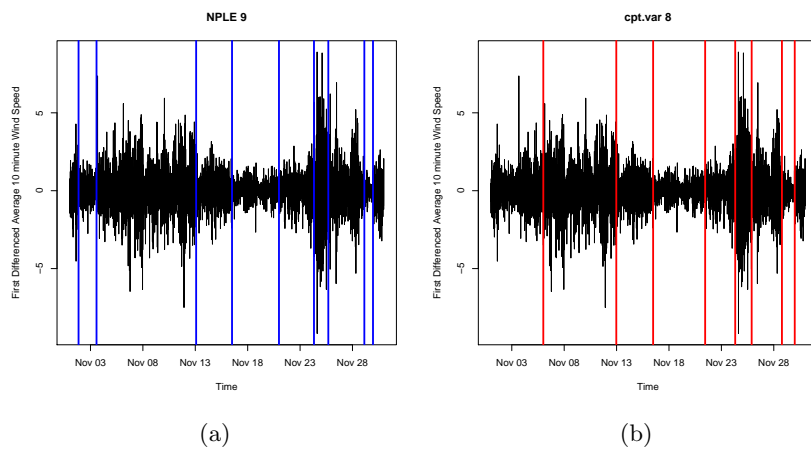 NPLE 9
First Differenced Average 10 minute Wind Speed
5
0
−5
Nov 03 Nov 08 Nov 13 Nov 18 Nov 23 Nov 28
Time
(a)
cpt.var 8
First Differenced Average 10 minute Wind Speed
5
0
−5
Nov 03 Nov 08 Nov 13 Nov 18 Nov 23 Nov 28
Time
(b)